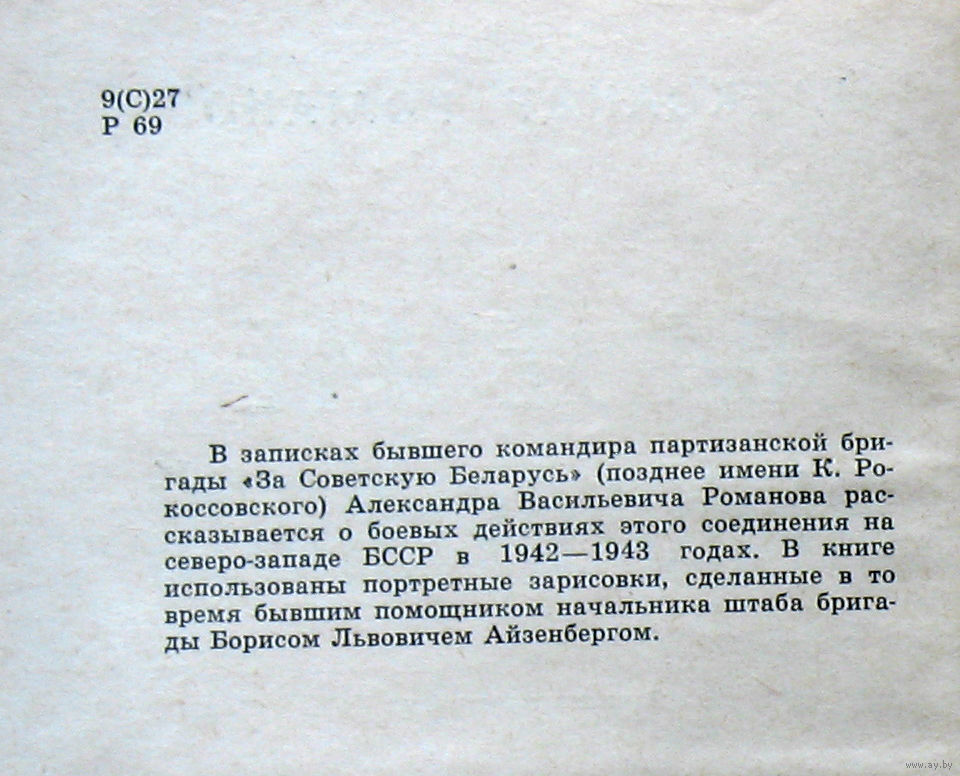 9(С)27
Р 69
В записках бывшего командира партизанской бри-
гады «За Советскую Беларусь» (позднее имени К. Ро-
коссовского) Александра Васильевича Романова рас-
сказывается о боевых действиях этого соединения на
северо-западе БССР в 1942—1943 годах. В книге
использованы портретные зарисовки, сделанные в то
время бывшим помощником начальника штаба брига-
ды Борисом Львовичем Айзенбергом.
www.ay.by